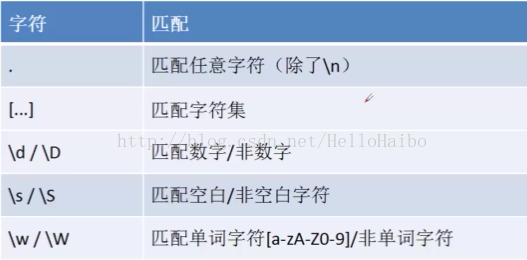 字符 匹配
. 匹配任意字符（除了\n）
[...] 匹配字符集
http://blog.csdn.net/HelloHaibo
\d / \D 匹配数字/非数字
\s / \S 匹配空白/非空白字符
\w / \W 匹配单词字符[a-zA-Z0-9]/非单词字符